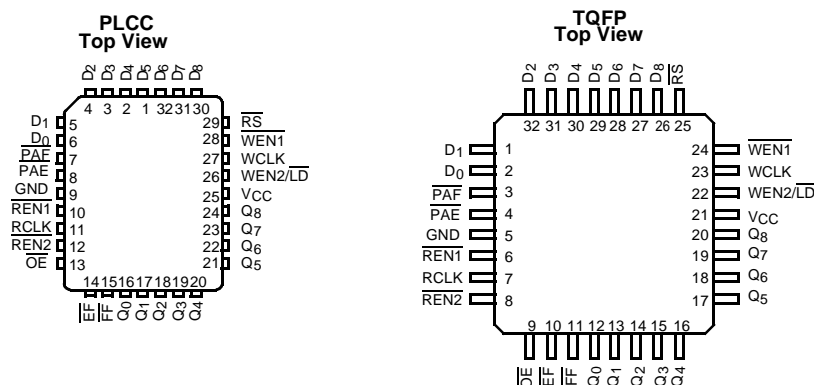 PLCC
Top View
D2 D3 D4 D5 D6 D7 D8
4 3 2 1 32 31 30
D1 5 29 RS
D0 6 28 WEN1
PAF 7 27 WCLK
PAE 8 26 WEN2/LD
GND 9 25 VCC
REN1 10 24 Q8
RCLK 11 23 Q7
REN2 12 22 Q6
OE 13 21 Q5
14 15 16 17 18 19 20
EF FF Q0 Q1 Q2 Q3 Q4
TQFP
Top View
D2 D3 D4 D5 D6 D7 D8 RS
32 31 30 29 28 27 26 25
D1 1 24 WEN1
D0 2 23 WCLK
PAF 3 22 WEN2/LD
PAE 4 21 VCC
GND 5 20 Q8
REN1 6 19 Q7
RCLK 7 18 Q6
REN2 8 17 Q5
9 10 11 12 13 14 15 16
OE EF FF Q0 Q1 Q2 Q3 Q4